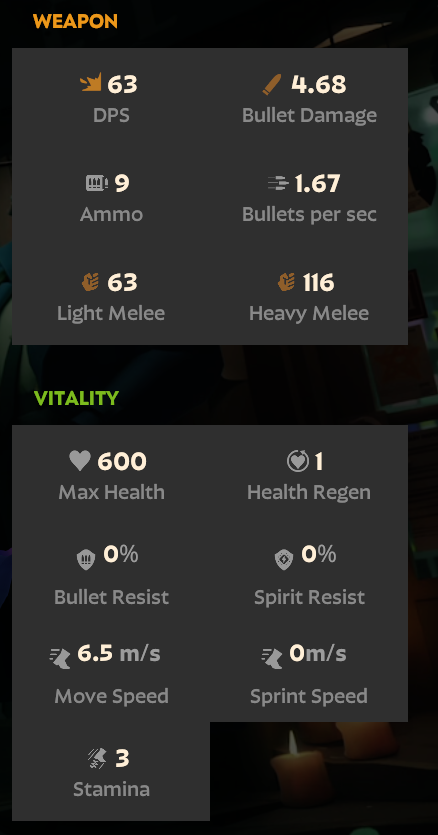 WEAPON
63 4.68
DPS Bullet Damage
9 1.67
Ammo Bullets per sec
63 116
Light Melee Heavy Melee
VITALITY
600 1
Max Health Health Regen
0% 0%
Bullet Resist Spirit Resist
6.5 m/s 0m/s
Move Speed Sprint Speed
3
Stamina